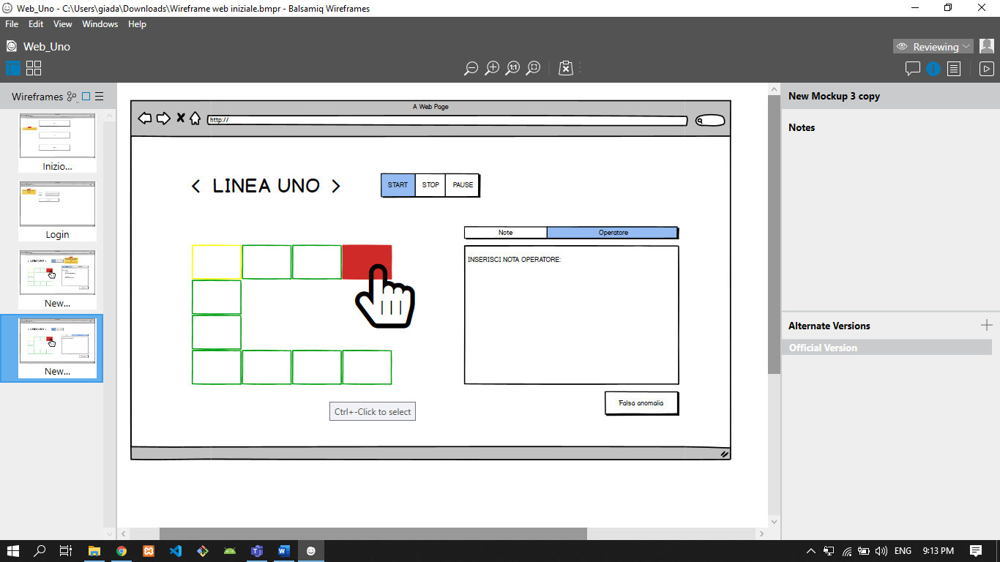 Web_Uno - C:\Users\giada\Downloads\Wireframe web iniziale.bmpr - Balsamiq Wireframes
File Edit View Windows Help
Web_Uno
Reviewing
1:1
Wireframes
Inizio...
Login
New...
New...
A Web Page
http://
< LINEA UNO >
START STOP PAUSE
Note Operatore
INSERISCI NOTA OPERATORE:
Ctrl+-Click to select
Falsa anomalia
New Mockup 3 copy
Notes
Alternate Versions
Official Version
ENG 9:13 PM